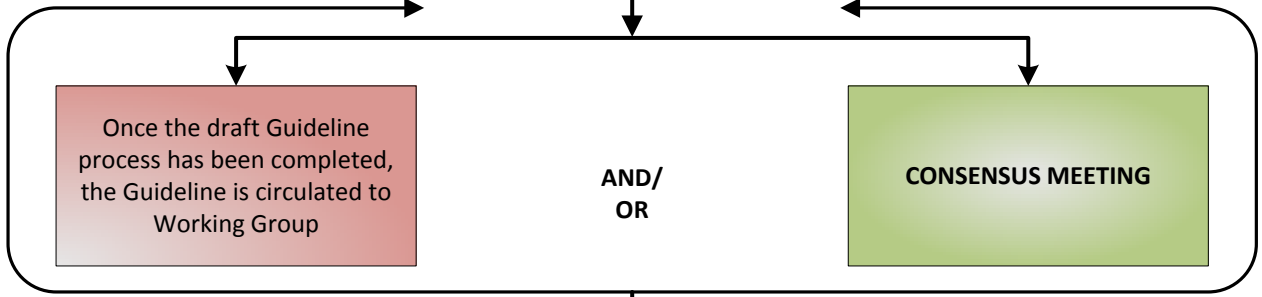 Once the draft Guideline
process has been completed,
the Guideline is circulated to
Working Group
AND/
OR
CONSENSUS MEETING